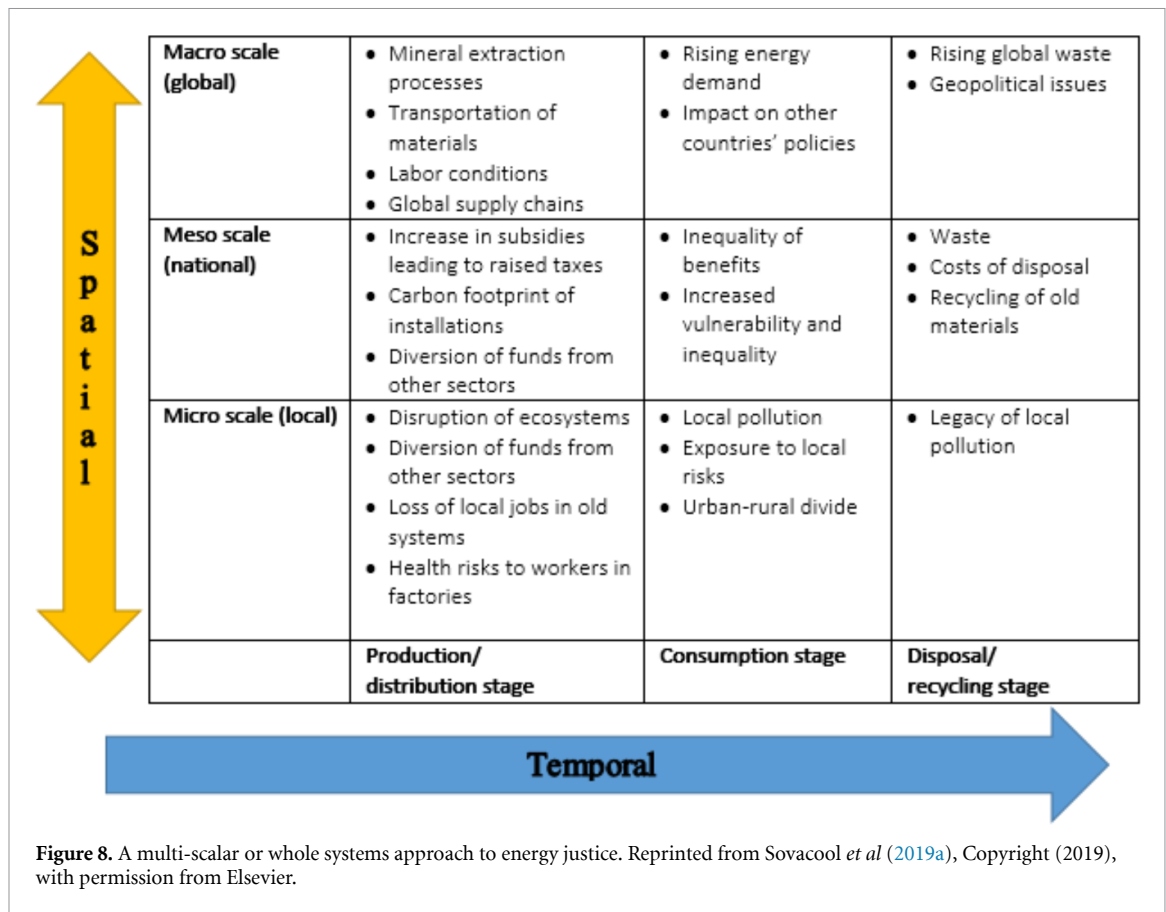 Macro scale
(global)
• Mineral extraction
processes
• Transportation of
materials
• Labor conditions
• Global supply chains
• Rising energy
demand
• Impact on other
countries’ policies
• Rising global waste
• Geopolitical issues
Meso scale
(national)
• Increase in subsidies
leading to raised taxes
• Carbon footprint of
installations
• Diversion of funds from
other sectors
• Inequality of
benefits
• Increased
vulnerability and
inequality
• Waste
• Costs of disposal
• Recycling of old
materials
Micro scale (local)
• Disruption of ecosystems
• Diversion of funds from
other sectors
• Loss of local jobs in old
systems
• Health risks to workers in
factories
• Local pollution
• Exposure to local
risks
• Urban-rural divide
• Legacy of local
pollution
Production/
distribution stage
Consumption stage
Disposal/
recycling stage
Spatial
Temporal
Figure 8. A multi-scalar or whole systems approach to energy justice. Reprinted from Sovacool et al (2019a), Copyright (2019),
with permission from Elsevier.